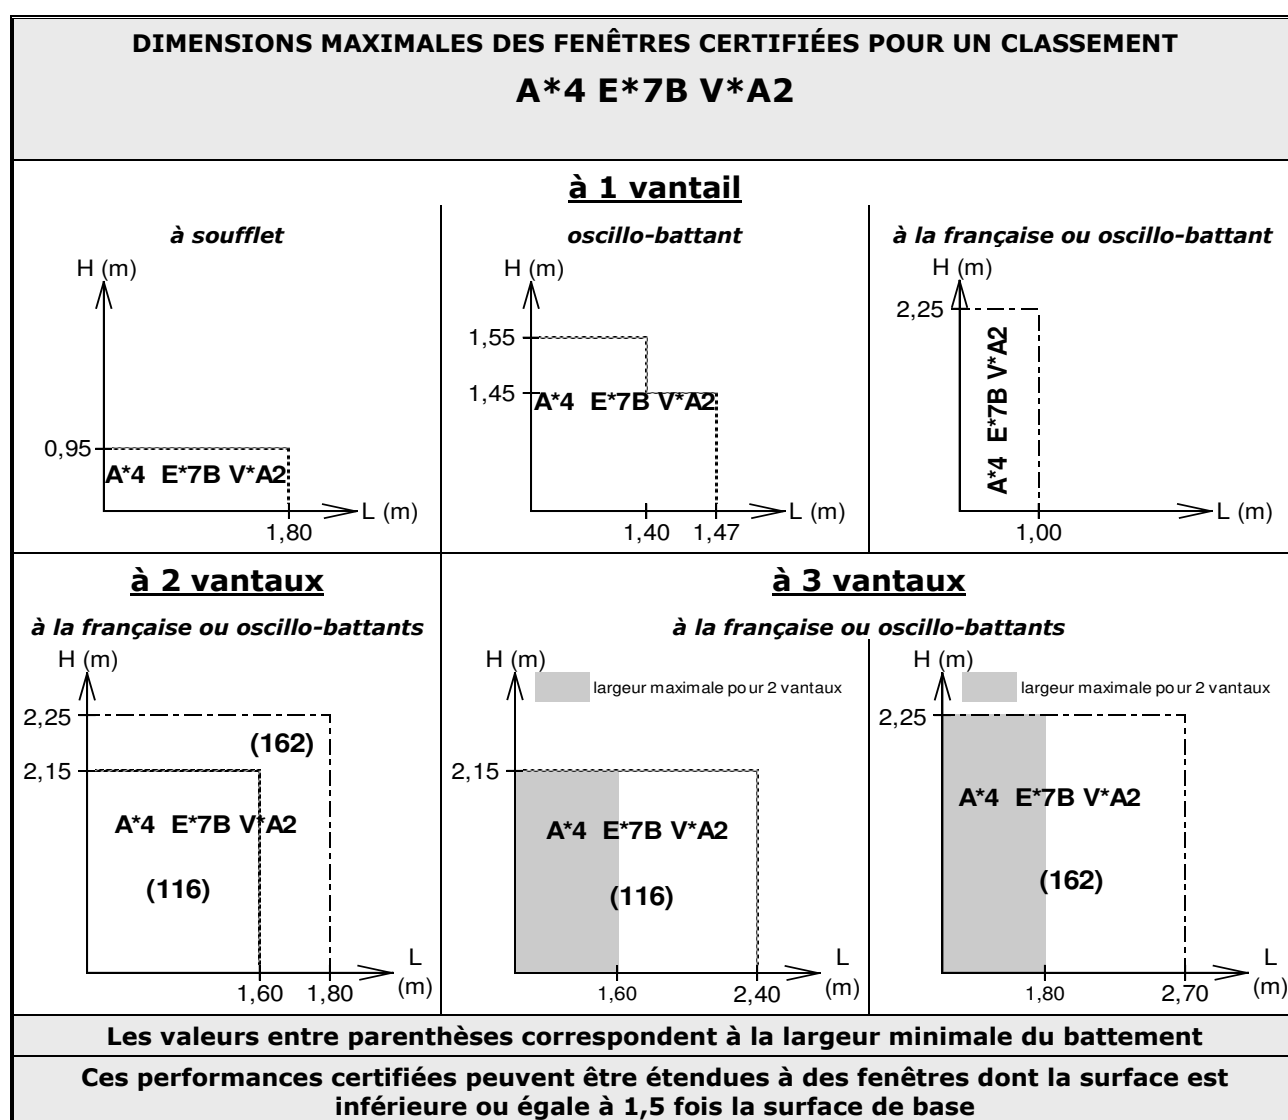 DIMENSIONS MAXIMALES DES FENÊTRES CERTIFIÉES POUR UN CLASSEMENT
A*4 E*7B V*A2
à 1 vantail
à soufflet
H (m)
0,95
A*4 E*7B V*A2
L (m)
1,80
oscillo-battant
H (m)
1,55
1,45
A*4 E*7B V*A2
L (m)
1,40 1,47
à la française ou oscillo-battant
H (m)
2,25
A*4 E*7B V*A2
L (m)
1,00
à 2 vantaux
à la française ou oscillo-battants
H (m)
2,25
(162)
2,15
A*4 E*7B V*A2
(116)
L
(m)
1,60 1,80
à 3 vantaux
à la française ou oscillo-battants
H (m)
largeur maximale pour 2 vantaux
2,15
A*4 E*7B V*A2
(116)
L
(m)
1,60 2,40
H (m)
largeur maximale pour 2 vantaux
2,25
A*4 E*7B V*A2
(162)
L
(m)
1,80 2,70
Les valeurs entre parenthèses correspondent à la largeur minimale du battement
Ces performances certifiées peuvent être étendues à des fenêtres dont la surface est
inférieure ou égale à 1,5 fois la surface de base